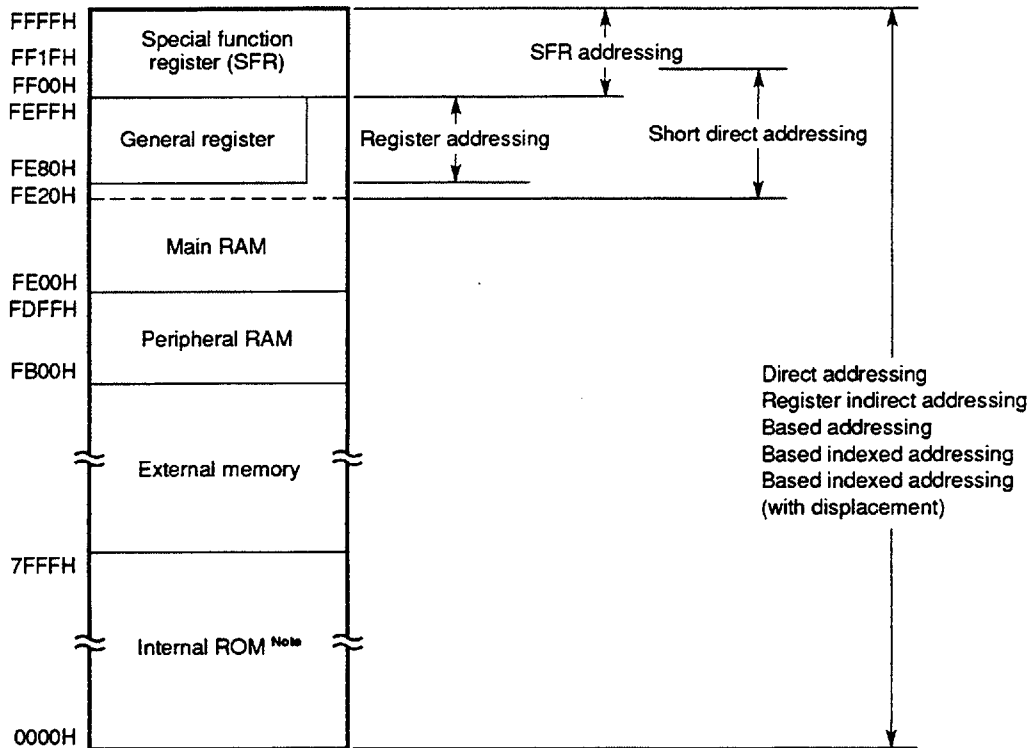 FFFFH
Special function
register (SFR)
SFR addressing
FF1FH
FF00H
FEFFH
General register
Register addressing
Short direct addressing
FE80H
FE20H
Main RAM
FE00H
FDFFH
Peripheral RAM
FB00H
Direct addressing
Register indirect addressing
Based addressing
Based indexed addressing
Based indexed addressing
(with displacement)
External memory
7FFFH
Internal ROM Note
0000H